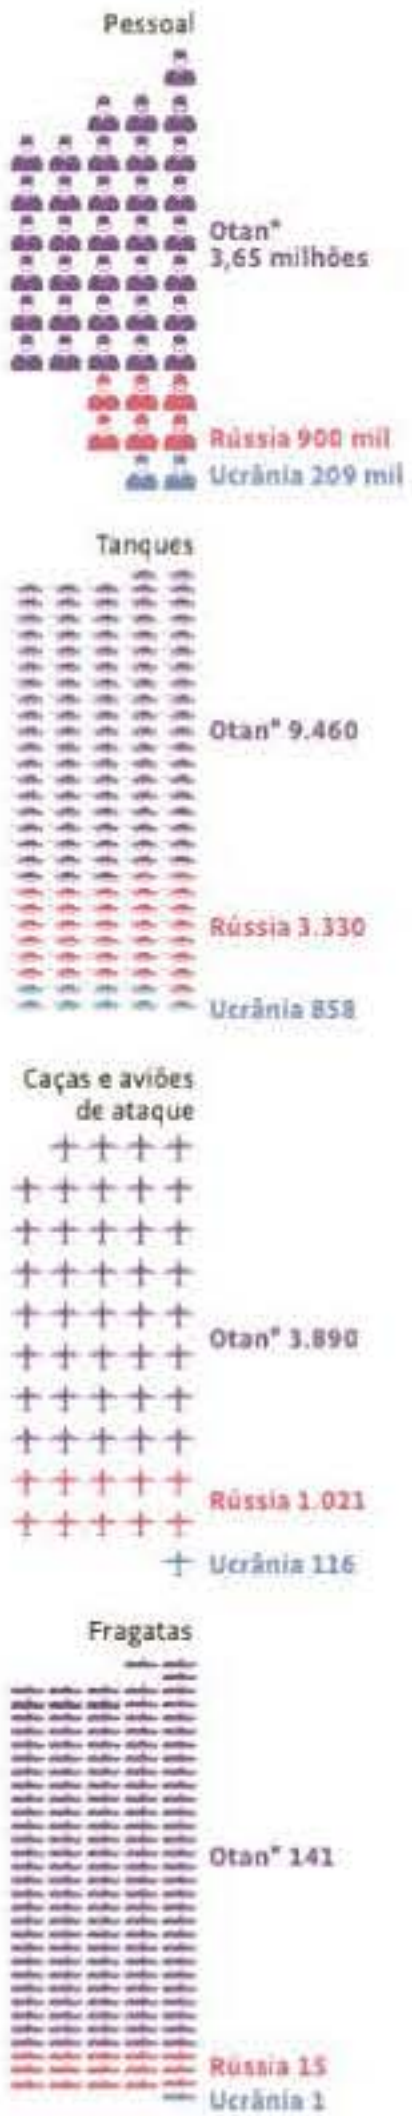 Pessoal
Otan*
3,65 milhões
Rússia 900 mil
Ucrânia 209 mil
Tanques
Otan* 9.460
Rússia 3.330
Ucrânia 858
Caças e aviões
de ataque
Otan* 3.890
Rússia 1.021
Ucrânia 116
Fragatas
Otan* 141
Rússia 15
Ucrânia 1